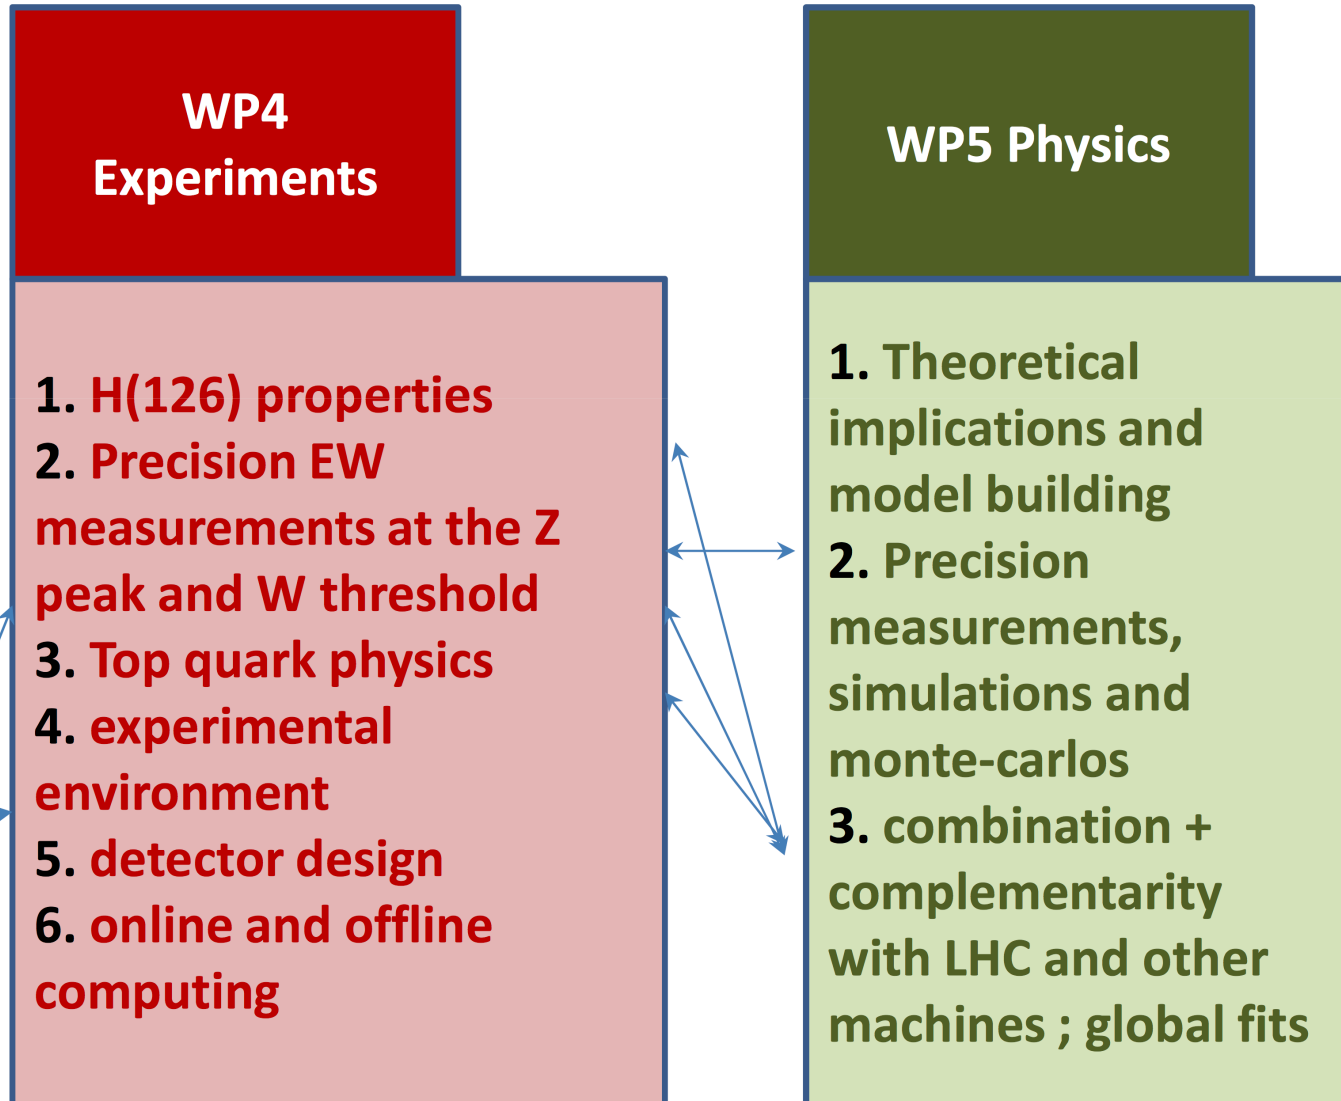 WP4
Experiments
1. H(126) properties
2. Precision EW
measurements at the Z
peak and W threshold
3. Top quark physics
4. experimental
environment
5. detector design
6. online and offline
computing
WP5 Physics
1. Theoretical
implications and
model building
2. Precision
measurements,
simulations and
monte-carlos
3. combination +
complementarity
with LHC and other
machines ; global fits